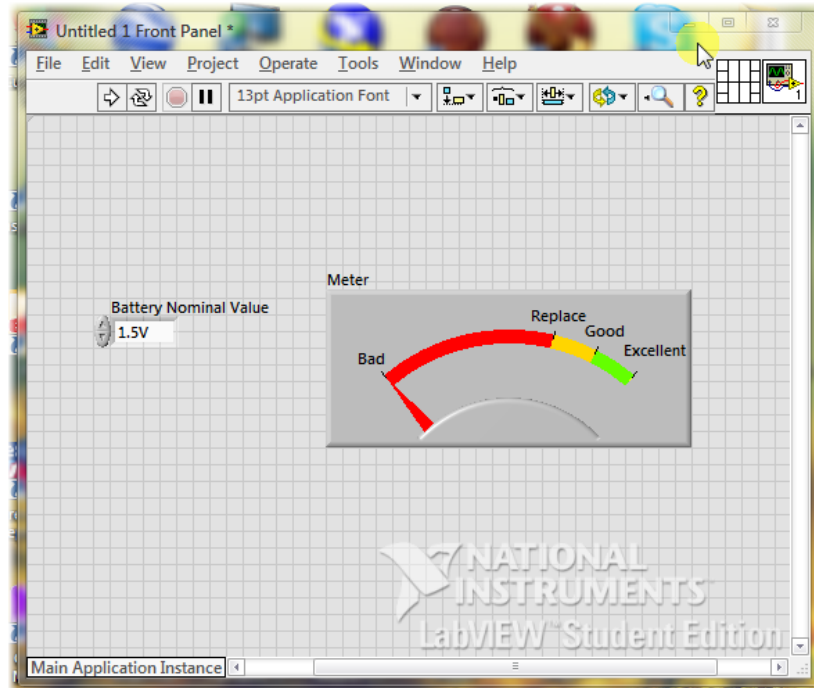 Untitled 1 Front Panel *
File Edit View Project Operate Tools Window Help
13pt Application Font
1
Meter
Battery Nominal Value
1.5V
Replace
Good
Excellent
Bad
NATIONAL
INSTRUMENTS
LabVIEW™ Student Edition
Main Application Instance